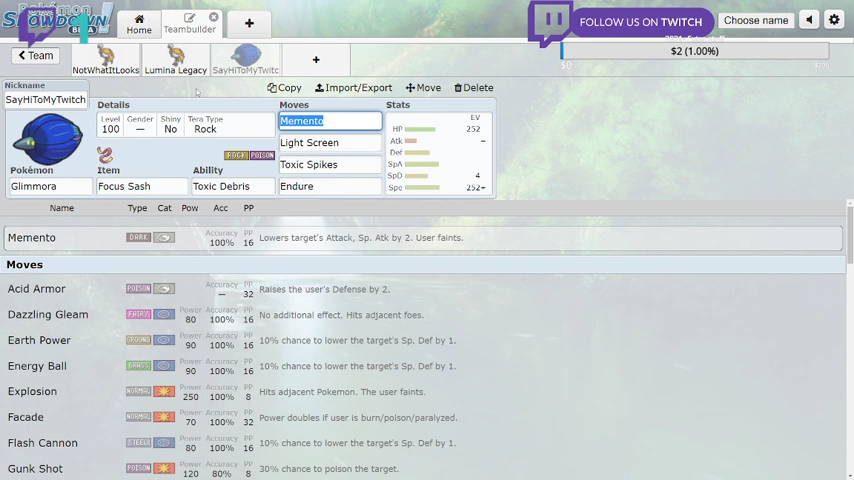 Pokémon
SHOWDOWN!
BETA
Home
Teambuilder
FOLLOW US ON TWITCH
Choose name
$2 (1.00%)
$0
Team
NotWhatItLooks
Lumina Legacy
SayHiToMyTwitc
Copy
Import/Export
Move
Delete
Nickname
SayHiToMyTwitch
Details
Level Gender Shiny Tera Type
100 — No Rock
ROCK POISON
Pokémon
Glimmora
Item
Focus Sash
Ability
Toxic Debris
Moves
Memento
Light Screen
Toxic Spikes
Endure
Stats
EV
HP 252
Atk –
Def
SpA
SpD 4
Spe 252+
Name Type Cat Pow Acc PP
Memento DARK Accuracy 100% PP 16 Lowers target's Attack, Sp. Atk by 2. User faints.
Moves
Acid Armor POISON Accuracy — PP 32 Raises the user's Defense by 2.
Dazzling Gleam FAIRY Power 80 Accuracy 100% PP 16 No additional effect. Hits adjacent foes.
Earth Power GROUND Power 90 Accuracy 100% PP 16 10% chance to lower the target's Sp. Def by 1.
Energy Ball GRASS Power 90 Accuracy 100% PP 16 10% chance to lower the target's Sp. Def by 1.
Explosion NORMAL Power 250 Accuracy 100% PP 8 Hits adjacent Pokemon. The user faints.
Facade NORMAL Power 70 Accuracy 100% PP 32 Power doubles if user is burn/poison/paralyzed.
Flash Cannon STEEL Power 80 Accuracy 100% PP 16 10% chance to lower the target's Sp. Def by 1.
Gunk Shot POISON Power 120 Accuracy 80% PP 8 30% chance to poison the target.